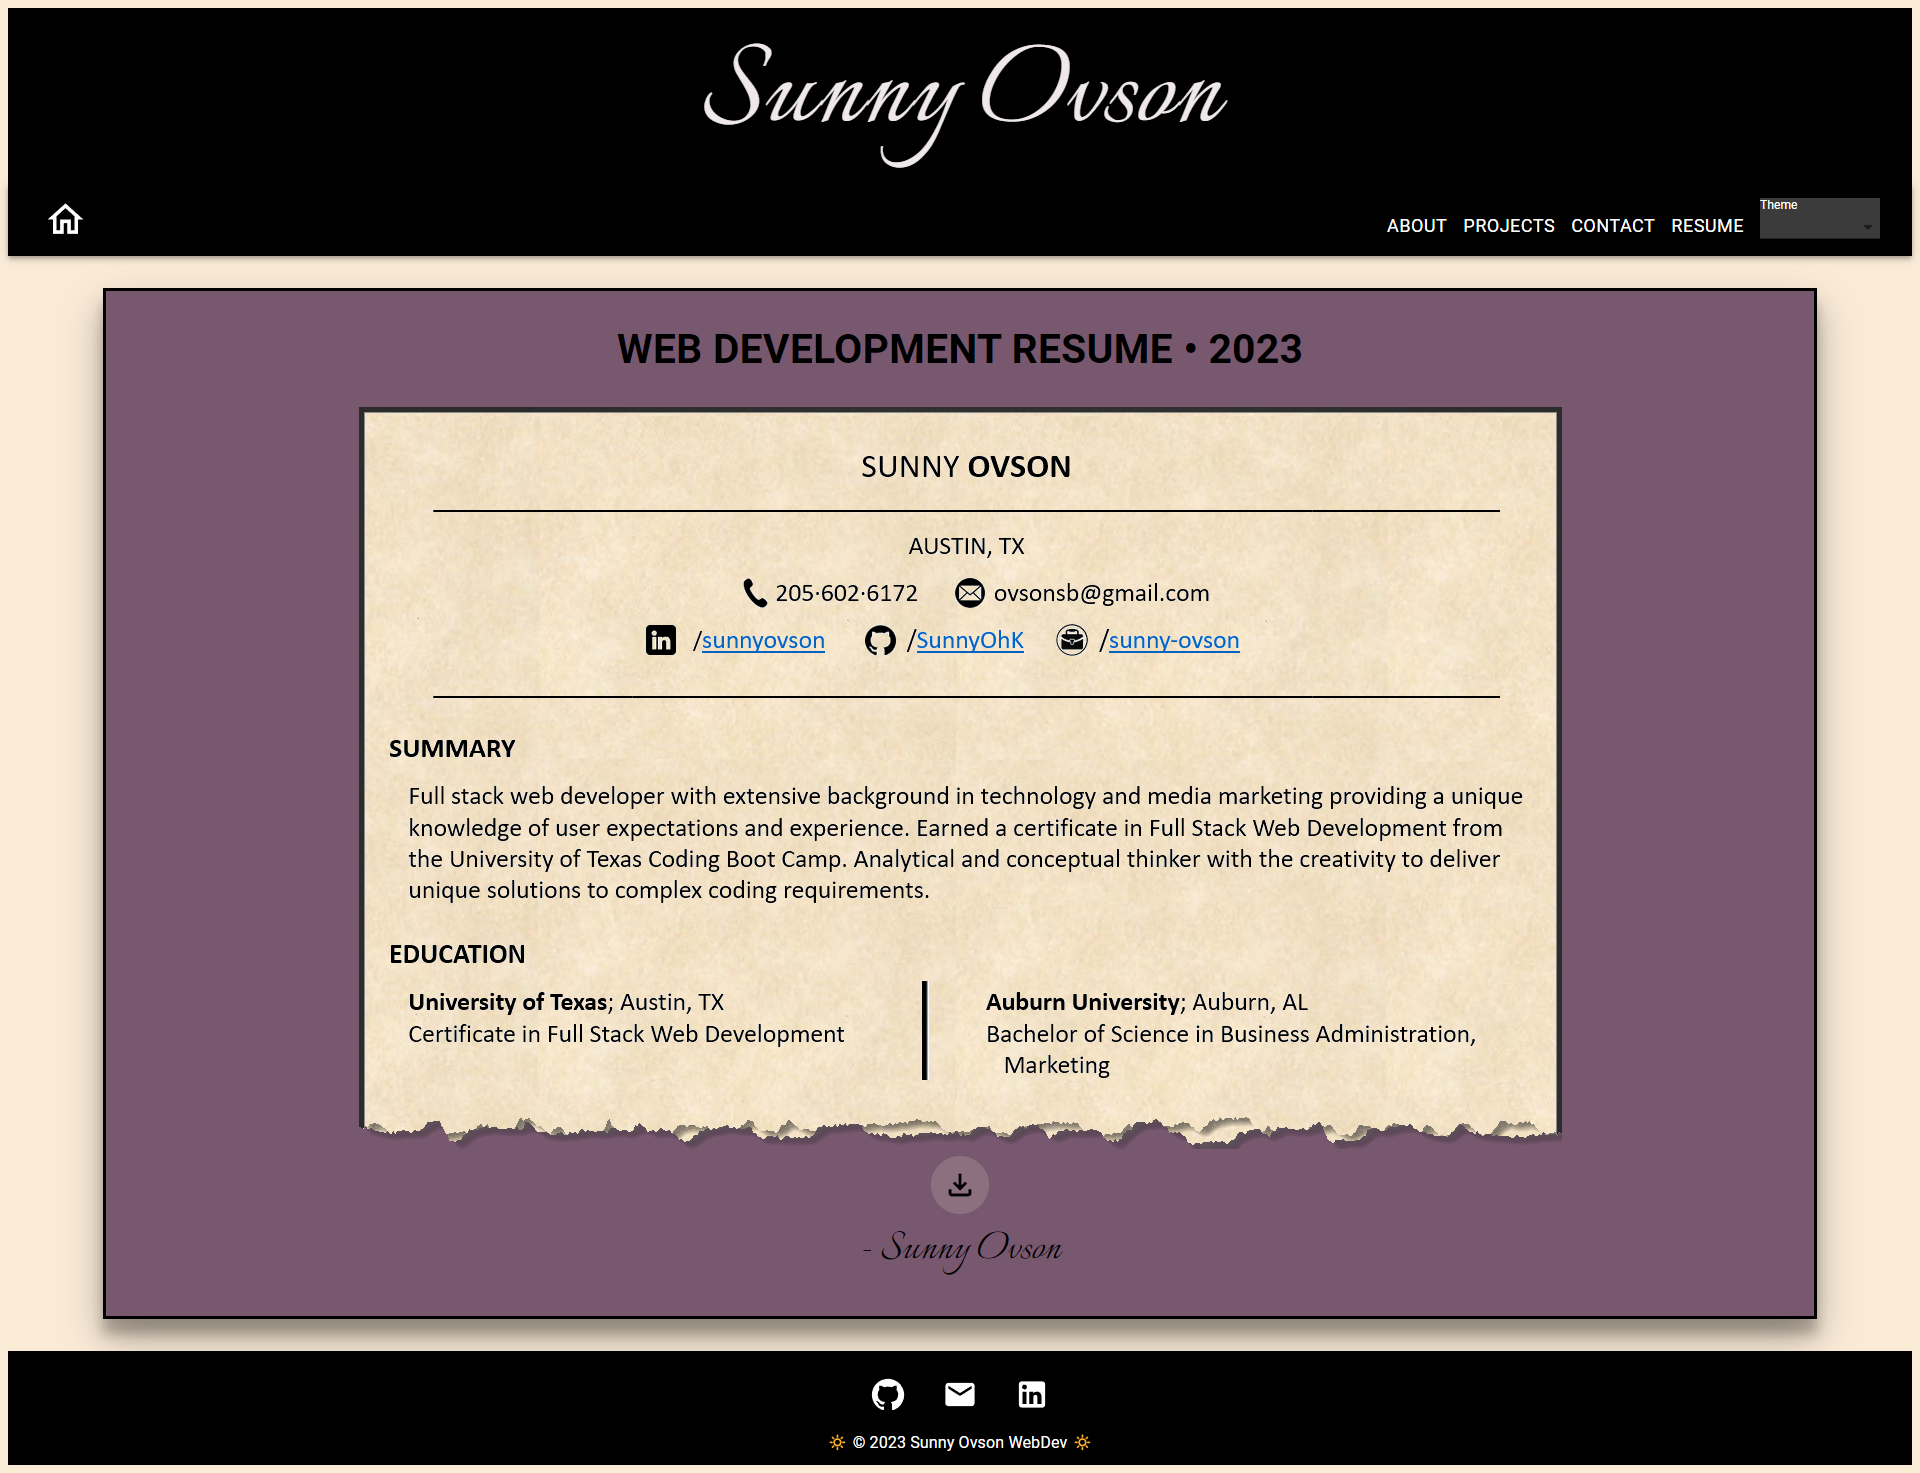 Sunny Ovson
ABOUT PROJECTS CONTACT RESUME Theme
WEB DEVELOPMENT RESUME • 2023
SUNNY OVSON
AUSTIN, TX
205·602·6172 ovsonsb@gmail.com
/sunnyovson /SunnyOhK /sunny-ovson
SUMMARY
Full stack web developer with extensive background in technology and media marketing providing a unique
knowledge of user expectations and experience. Earned a certificate in Full Stack Web Development from
the University of Texas Coding Boot Camp. Analytical and conceptual thinker with the creativity to deliver
unique solutions to complex coding requirements.
EDUCATION
University of Texas; Austin, TX
Certificate in Full Stack Web Development
Auburn University; Auburn, AL
Bachelor of Science in Business Administration,
Marketing
- Sunny Ovson
© 2023 Sunny Ovson WebDev